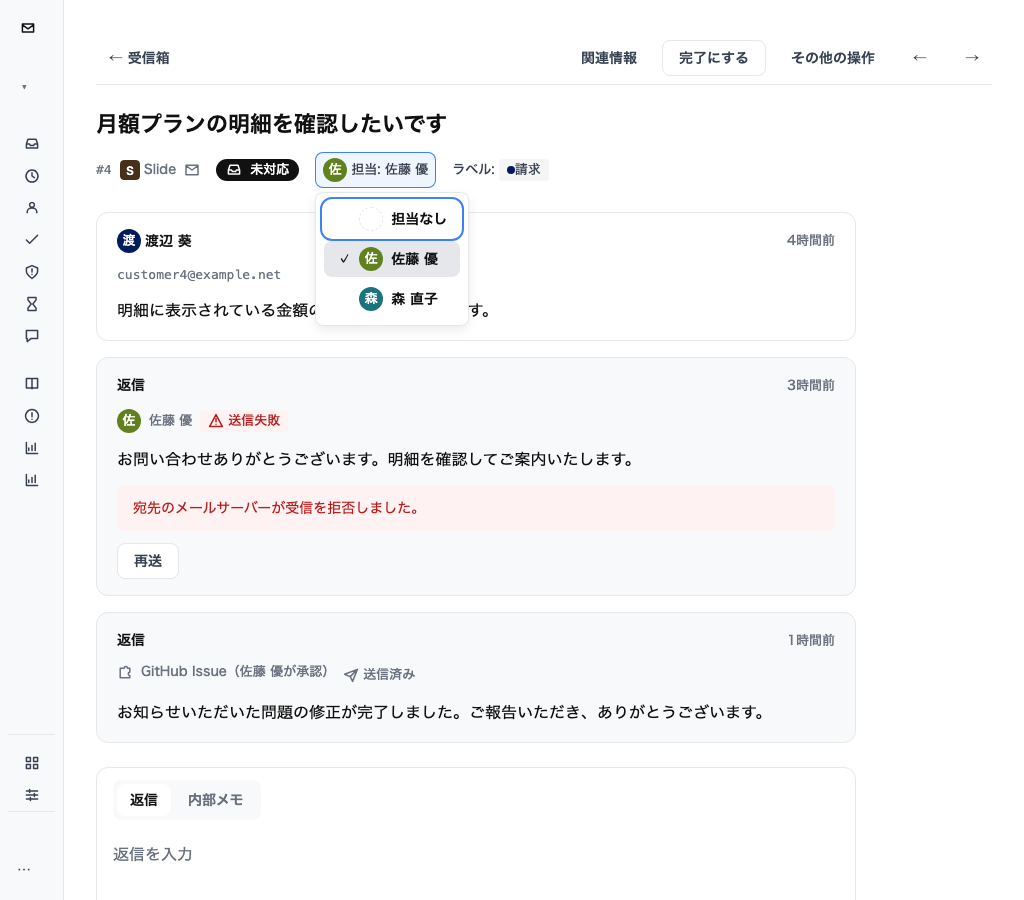 ← 受信箱
関連情報
完了にする
その他の操作
←
→
月額プランの明細を確認したいです
#4
S Slide
未対応
佐 担当: 佐藤 優
ラベル: 請求
担当なし
✓ 佐 佐藤 優
森 森 直子
渡 渡辺 葵
4時間前
customer4@example.net
明細に表示されている金額の
す。
返信
3時間前
佐 佐藤 優
送信失敗
お問い合わせありがとうございます。明細を確認してご案内いたします。
宛先のメールサーバーが受信を拒否しました。
再送
返信
1時間前
GitHub Issue（佐藤 優が承認）
送信済み
お知らせいただいた問題の修正が完了しました。ご報告いただき、ありがとうございます。
返信
内部メモ
返信を入力